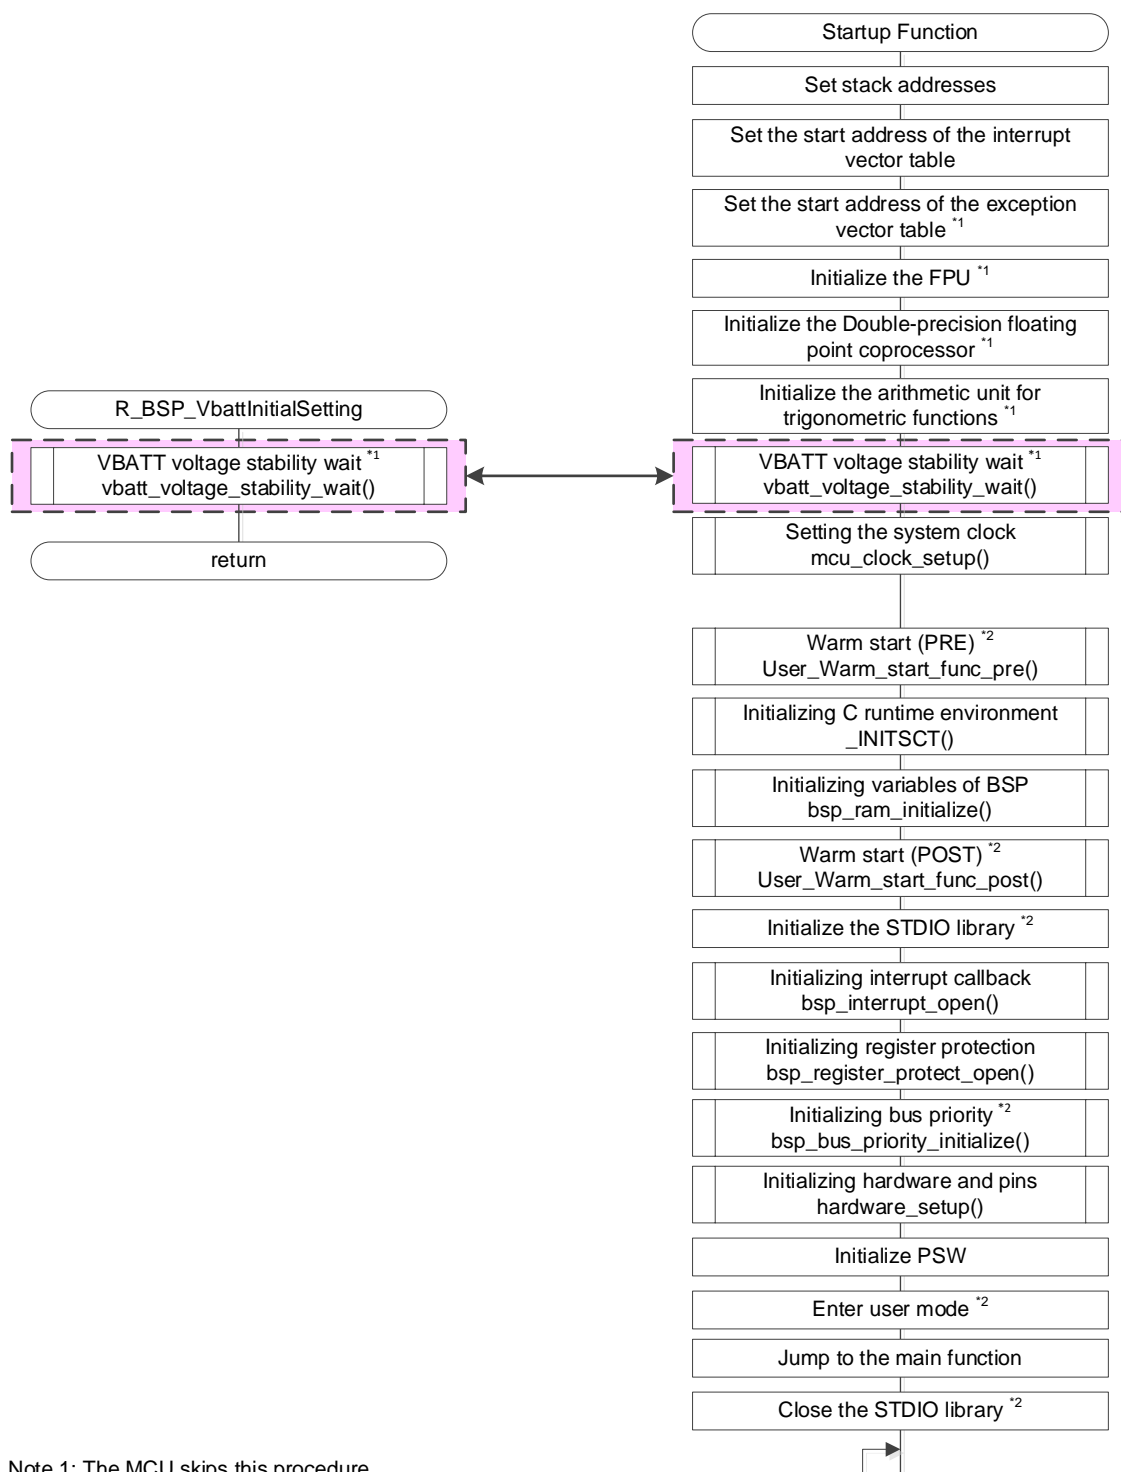 Startup Function
Set stack addresses
Set the start address of the interrupt
vector table
Set the start address of the exception
vector table *1
Initialize the FPU *1
Initialize the Double-precision floating
point coprocessor *1
Initialize the arithmetic unit for
trigonometric functions *1
R_BSP_VbattInitialSetting
VBATT voltage stability wait *1
vbatt_voltage_stability_wait()
return
VBATT voltage stability wait *1
vbatt_voltage_stability_wait()
Setting the system clock
mcu_clock_setup()
Warm start (PRE) *2
User_Warm_start_func_pre()
Initializing C runtime environment
_INITSCT()
Initializing variables of BSP
bsp_ram_initialize()
Warm start (POST) *2
User_Warm_start_func_post()
Initialize the STDIO library *2
Initializing interrupt callback
bsp_interrupt_open()
Initializing register protection
bsp_register_protect_open()
Initializing bus priority *2
bsp_bus_priority_initialize()
Initializing hardware and pins
hardware_setup()
Initialize PSW
Enter user mode *2
Jump to the main function
Close the STDIO library *2
Note 1: The MCU skips this procedure